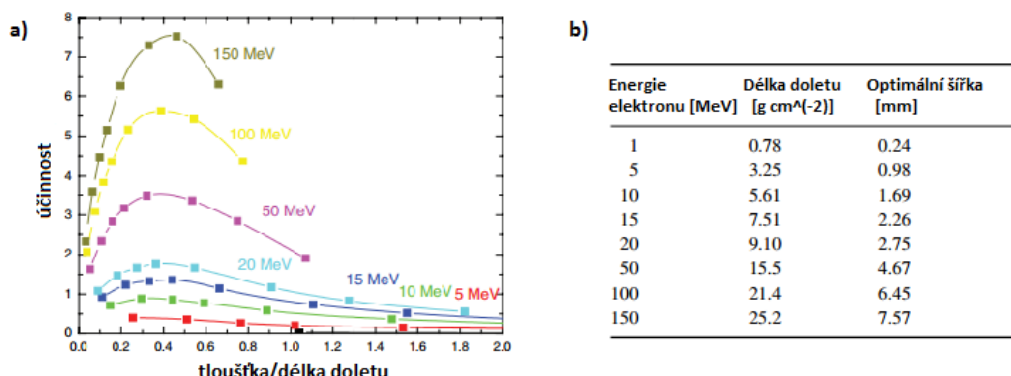 a)
8
7
6
5
4
3
2
1
0
účinnost
150 MeV
100 MeV
50 MeV
20 MeV
15 MeV
10 MeV
5 MeV
0.0 0.2 0.4 0.6 0.8 1.0 1.2 1.4 1.6 1.8 2.0
tloušťka/délka doletu
b)
Energie Délka doletu Optimální šířka
elektronu [MeV] [g cm^(-2)] [mm]
1 0.78 0.24
5 3.25 0.98
10 5.61 1.69
15 7.51 2.26
20 9.10 2.75
50 15.5 4.67
100 21.4 6.45
150 25.2 7.57